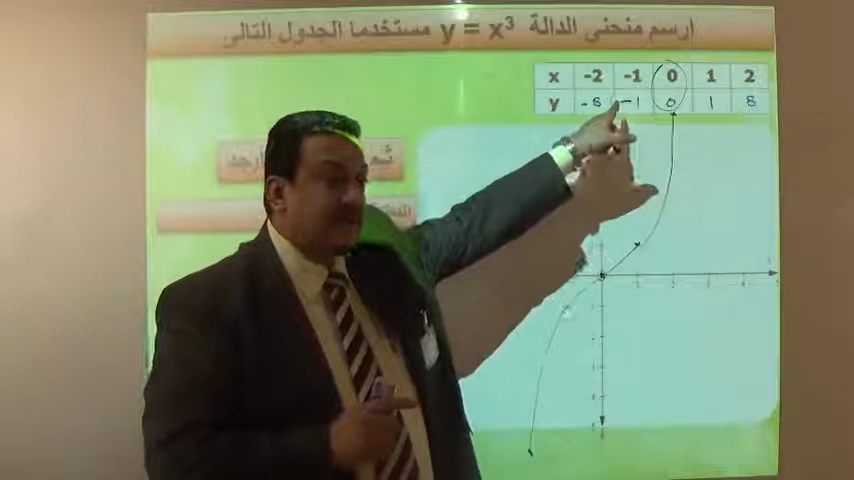 ارسم منحنى الدالة y = x³ مستخدما الجدول التالى
x -2 -1 0 1 2
y -8 -1 0 1 8